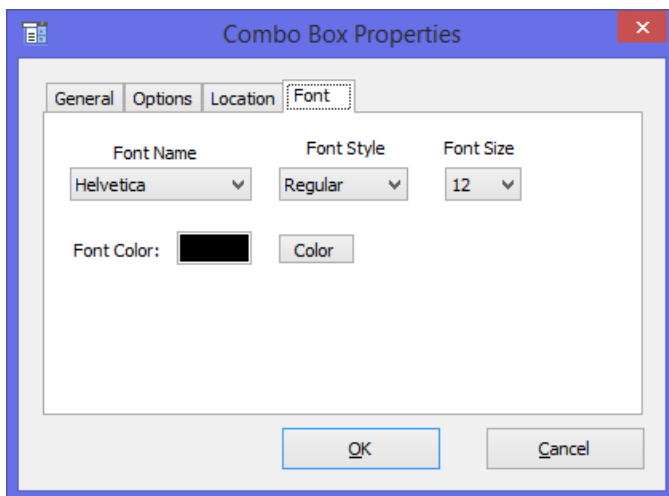 Combo Box Properties
General Options Location Font
Font Name Font Style Font Size
Helvetica Regular 12
Font Color: Color
OK Cancel